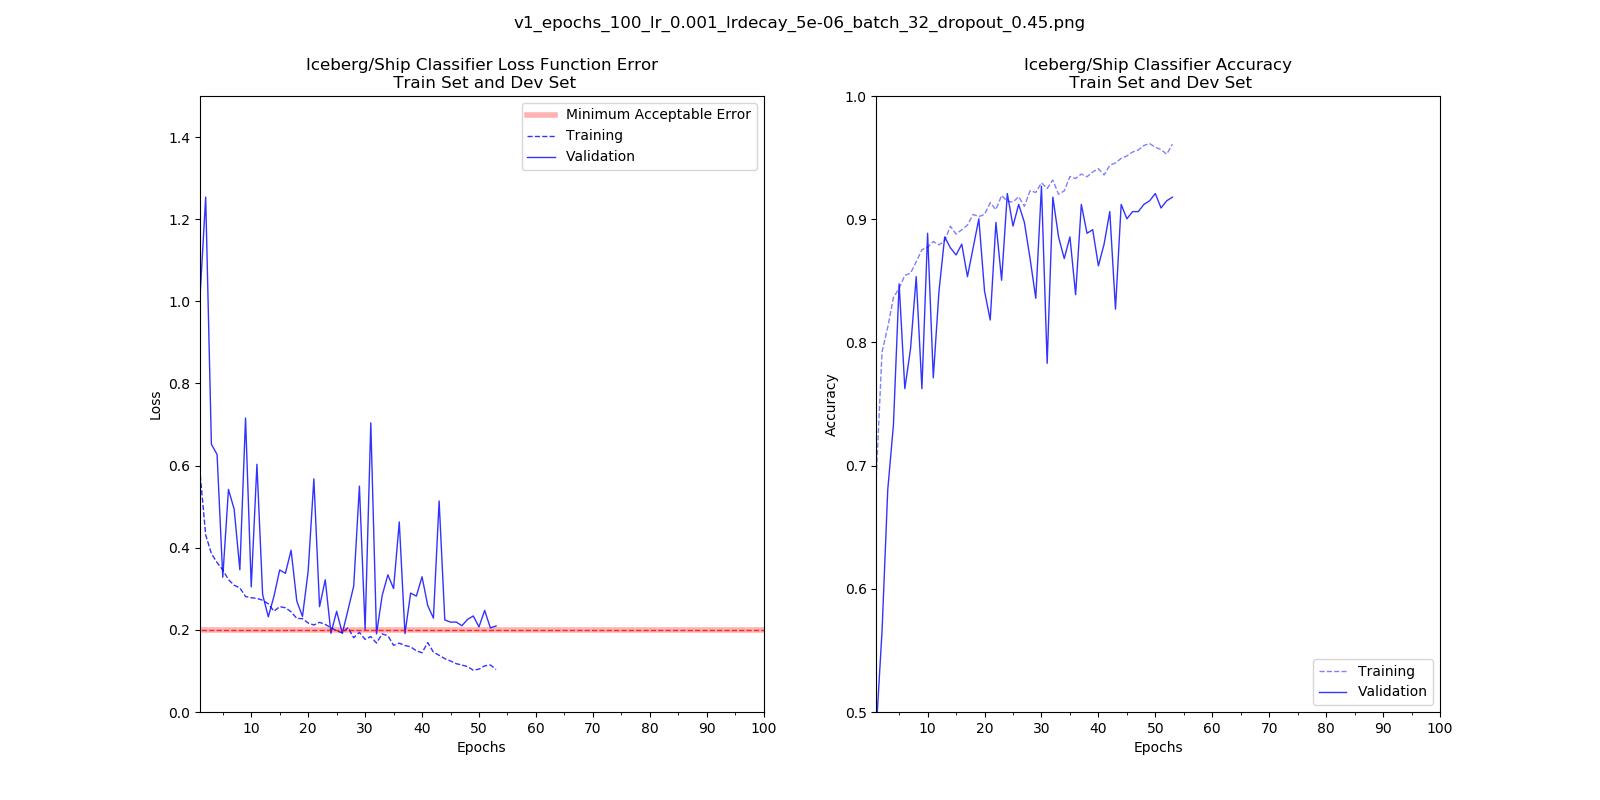 v1_epochs_100_lr_0.001_lrdecay_5e-06_batch_32_dropout_0.45.png
Iceberg/Ship Classifier Loss Function Error
Train Set and Dev Set
1.4
1.2
1.0
0.8
0.6
0.4
0.2
0.0
Loss
Minimum Acceptable Error
Training
Validation
10 20 30 40 50 60 70 80 90 100
Epochs
Iceberg/Ship Classifier Accuracy
Train Set and Dev Set
1.0
0.9
0.8
0.7
0.6
0.5
Accuracy
Training
Validation
10 20 30 40 50 60 70 80 90 100
Epochs